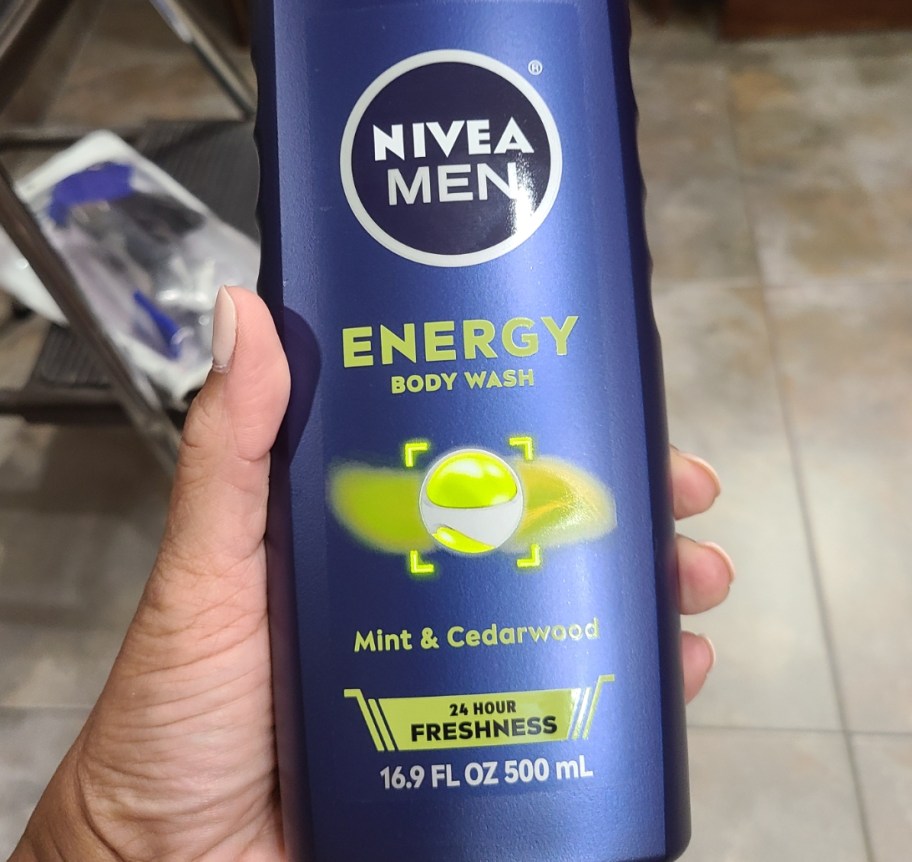 NIVEA
MEN
®
ENERGY
BODY WASH
Mint & Cedarwood
24 HOUR
FRESHNESS
16.9 FL OZ 500 mL